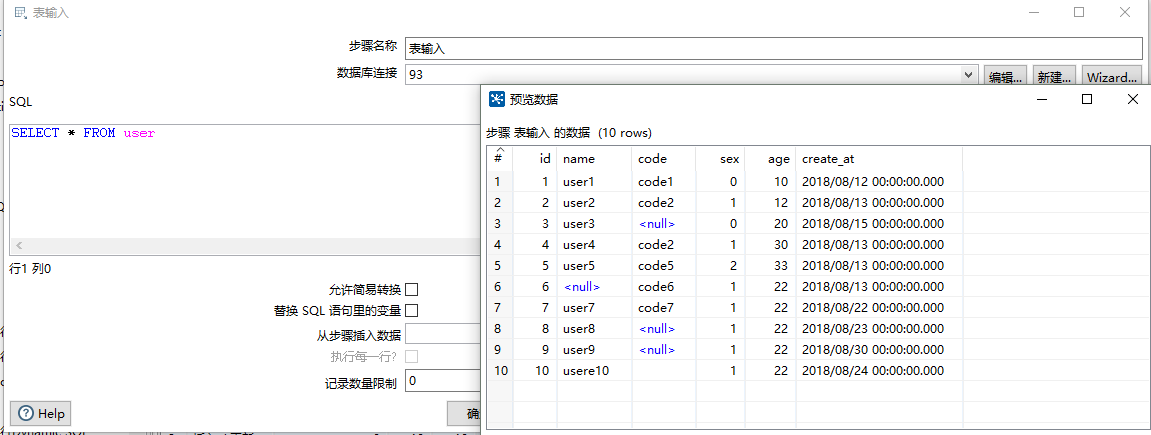 表输入
步骤名称 表输入
数据库连接 93 编辑... 新建... Wizard...
SQL
SELECT * FROM user
行1 列0
允许简易转换
替换 SQL 语句里的变量
从步骤插入数据
执行每一行?
记录数量限制 0
Help 确
预览数据
步骤 表输入 的数据 (10 rows)
# id name code sex age create_at
1 1 user1 code1 0 10 2018/08/12 00:00:00.000
2 2 user2 code2 1 12 2018/08/13 00:00:00.000
3 3 user3 <null> 0 20 2018/08/15 00:00:00.000
4 4 user4 code2 1 30 2018/08/13 00:00:00.000
5 5 user5 code5 2 33 2018/08/13 00:00:00.000
6 6 <null> code6 1 22 2018/08/13 00:00:00.000
7 7 user7 code7 1 22 2018/08/22 00:00:00.000
8 8 user8 <null> 1 22 2018/08/23 00:00:00.000
9 9 user9 <null> 1 22 2018/08/30 00:00:00.000
10 10 usere10 1 22 2018/08/24 00:00:00.000